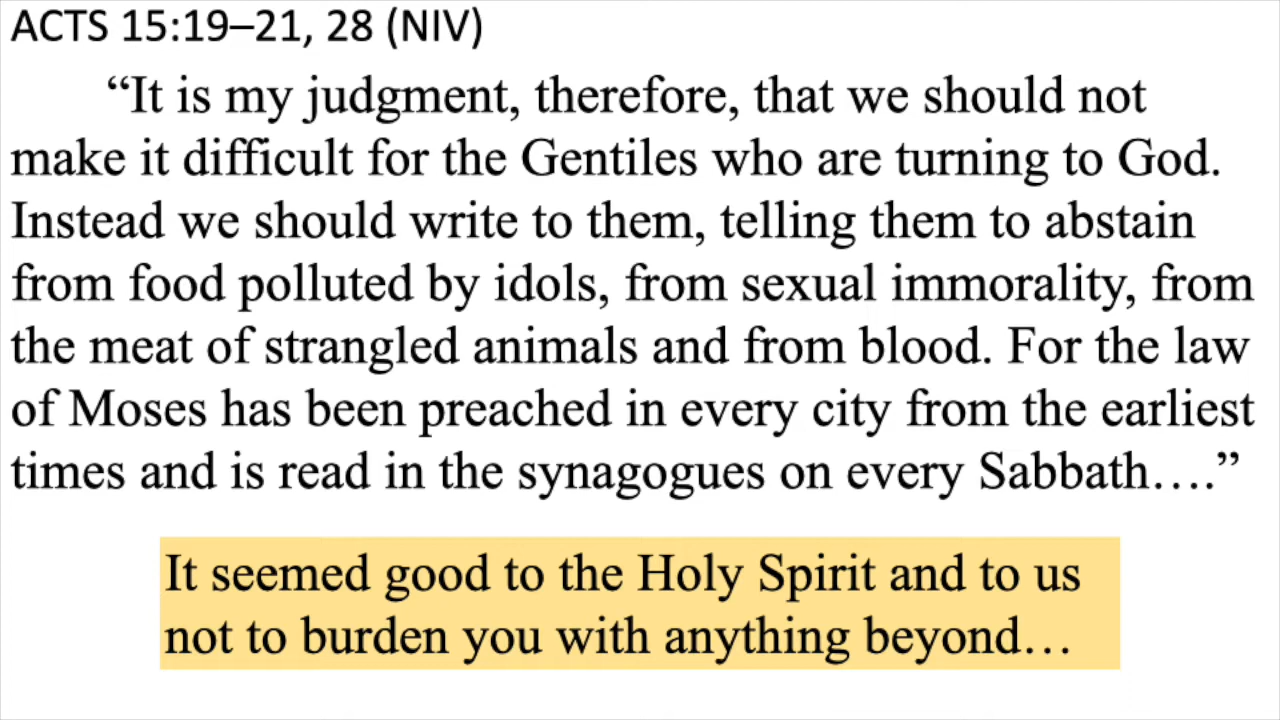 ACTS 15:19–21, 28 (NIV)
“It is my judgment, therefore, that we should not
make it difficult for the Gentiles who are turning to God.
Instead we should write to them, telling them to abstain
from food polluted by idols, from sexual immorality, from
the meat of strangled animals and from blood. For the law
of Moses has been preached in every city from the earliest
times and is read in the synagogues on every Sabbath….”
It seemed good to the Holy Spirit and to us
not to burden you with anything beyond…